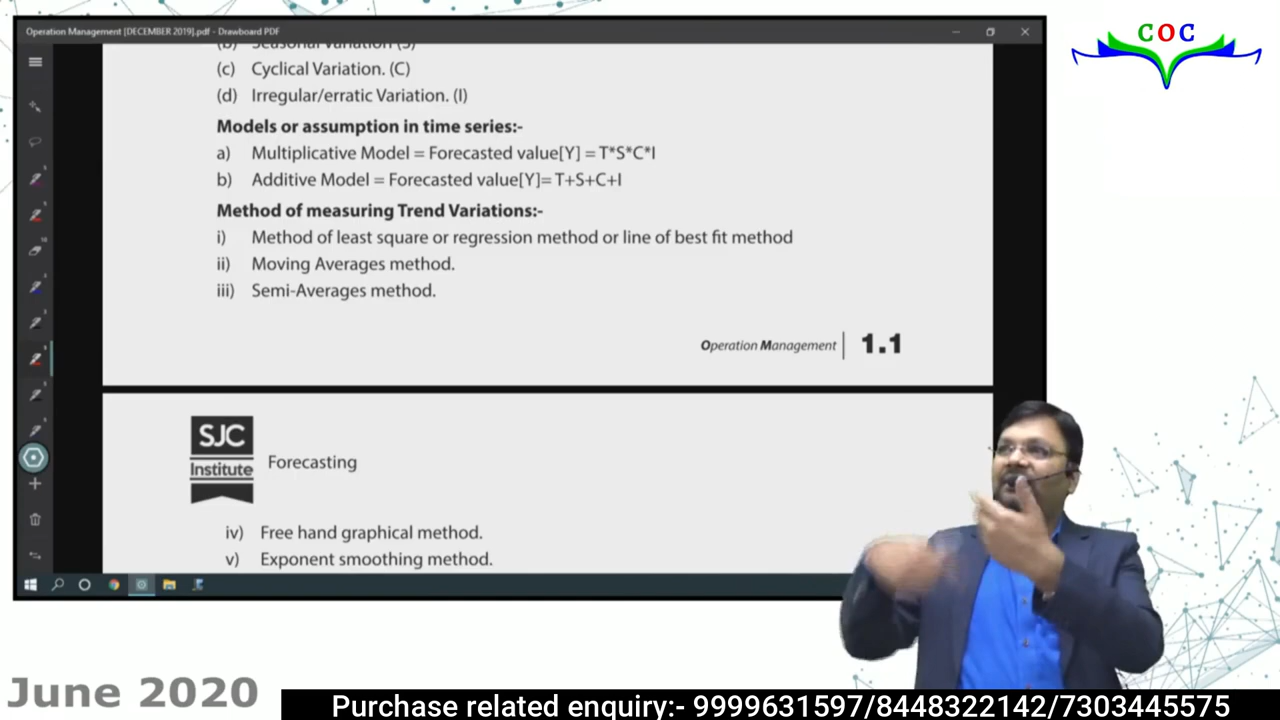 Operation Management [DECEMBER 2019].pdf - Drawboard PDF
COC
(b) Seasonal Variation (S)
(c) Cyclical Variation. (C)
(d) Irregular/erratic Variation. (I)
Models or assumption in time series:-
a) Multiplicative Model = Forecasted value[Y] = T*S*C*I
b) Additive Model = Forecasted value[Y]= T+S+C+I
Method of measuring Trend Variations:-
i) Method of least square or regression method or line of best fit method
ii) Moving Averages method.
iii) Semi-Averages method.
Operation Management | 1.1
SJC
Institute
Forecasting
iv) Free hand graphical method.
v) Exponent smoothing method.
June 2020
Purchase related enquiry:- 9999631597/8448322142/7303445575